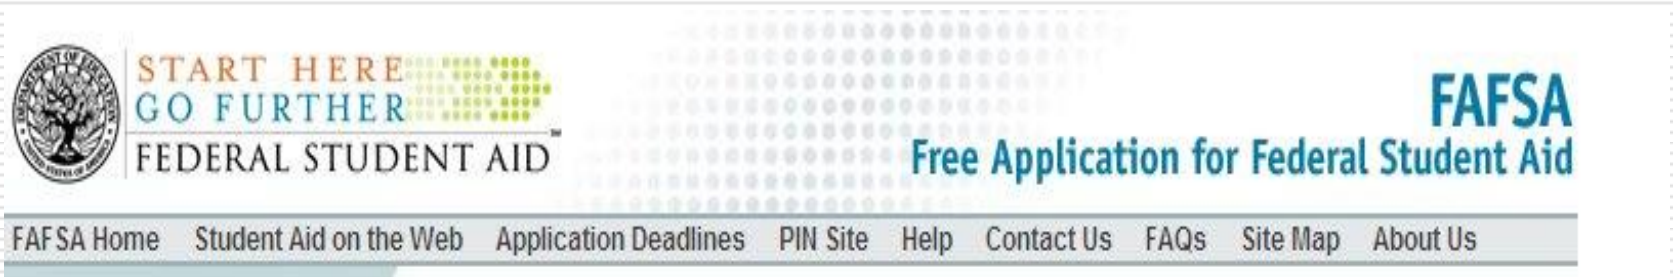 START HERE
GO FURTHER
FEDERAL STUDENT AID
FAFSA
Free Application for Federal Student Aid
FAFSA Home Student Aid on the Web Application Deadlines PIN Site Help Contact Us FAQs Site Map About Us